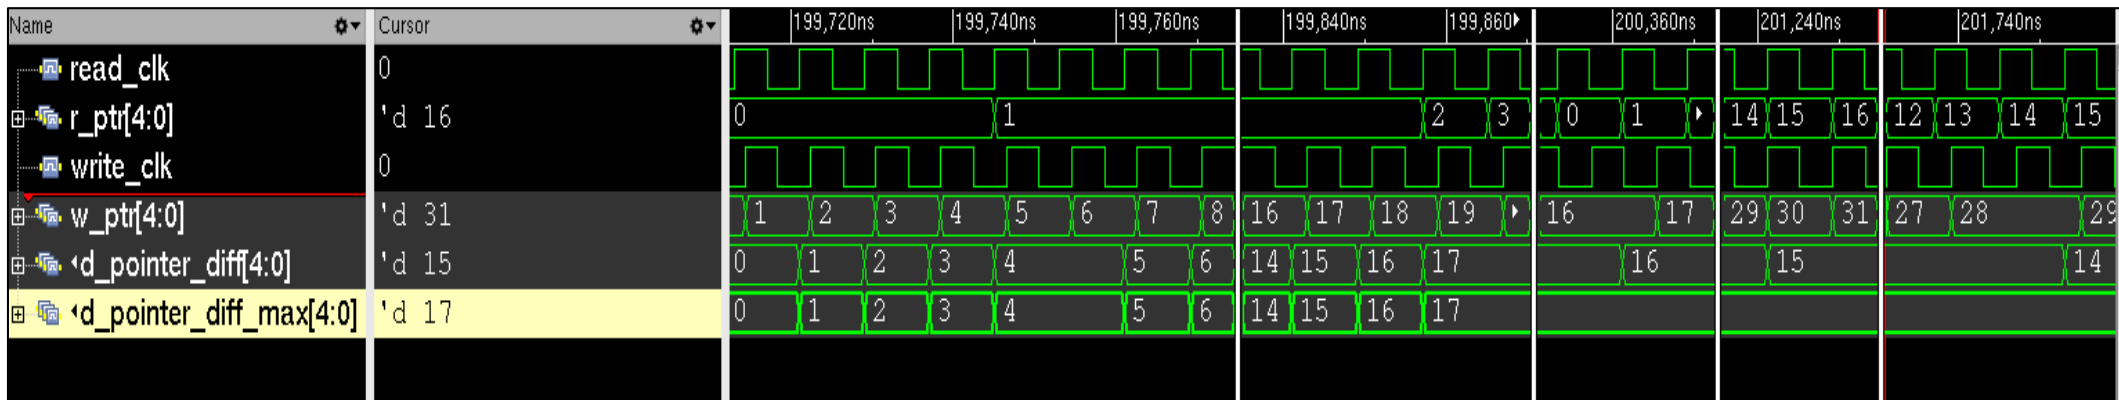 Name Cursor 199,720ns 199,740ns 199,760ns 199,840ns 199,860 200,360ns 201,240ns 201,740ns
read_clk 0
r_ptr[4:0] 'd 16 0 1 2 3 0 1 14 15 16 12 13 14 15
write_clk 0
w_ptr[4:0] 'd 31 1 2 3 4 5 6 7 8 16 17 18 19 16 17 29 30 31 27 28 29
d_pointer_diff[4:0] 'd 15 0 1 2 3 4 5 6 14 15 16 17 16 15 14
d_pointer_diff_max[4:0] 'd 17 0 1 2 3 4 5 6 14 15 16 17